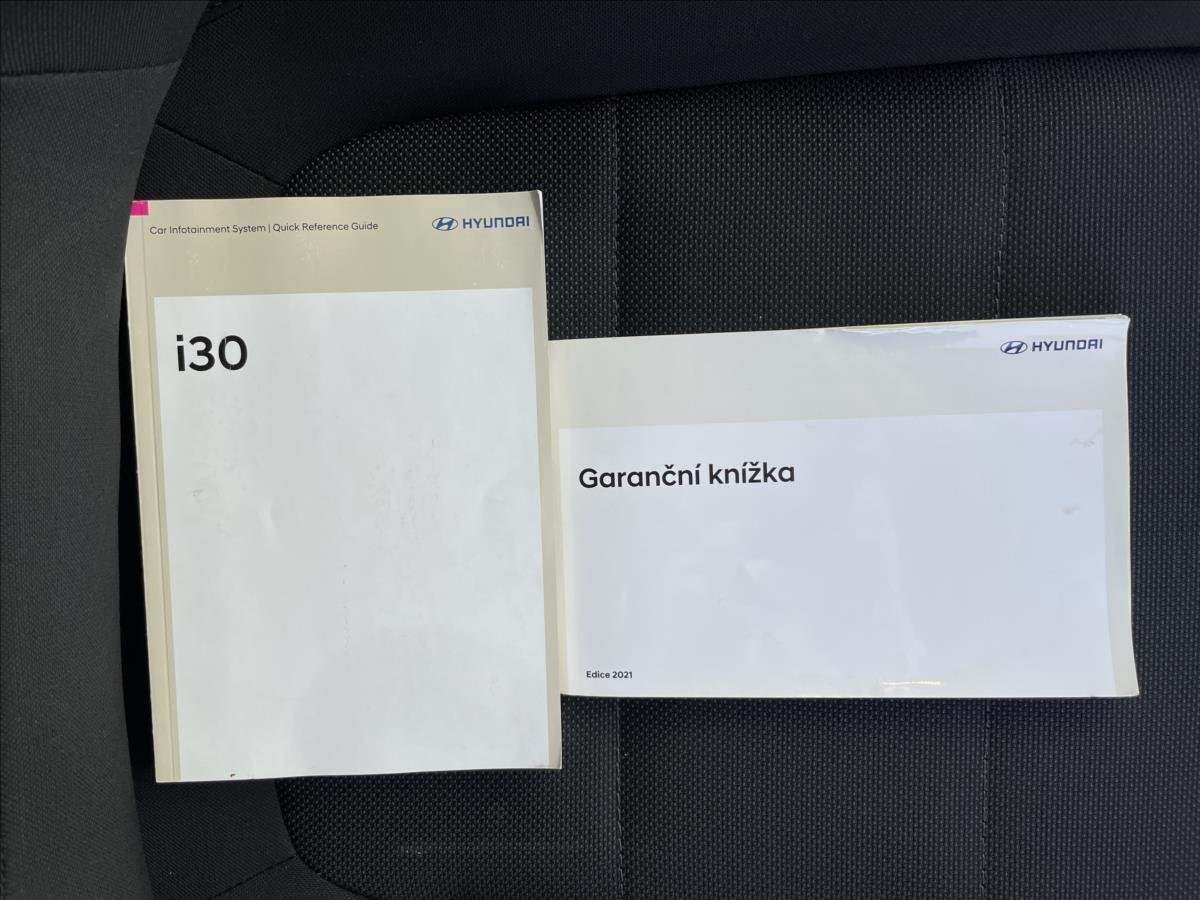 Car Infotainment System | Quick Reference Guide
HYUNDAI
i30
HYUNDAI
Garanční knížka
Edice 2021